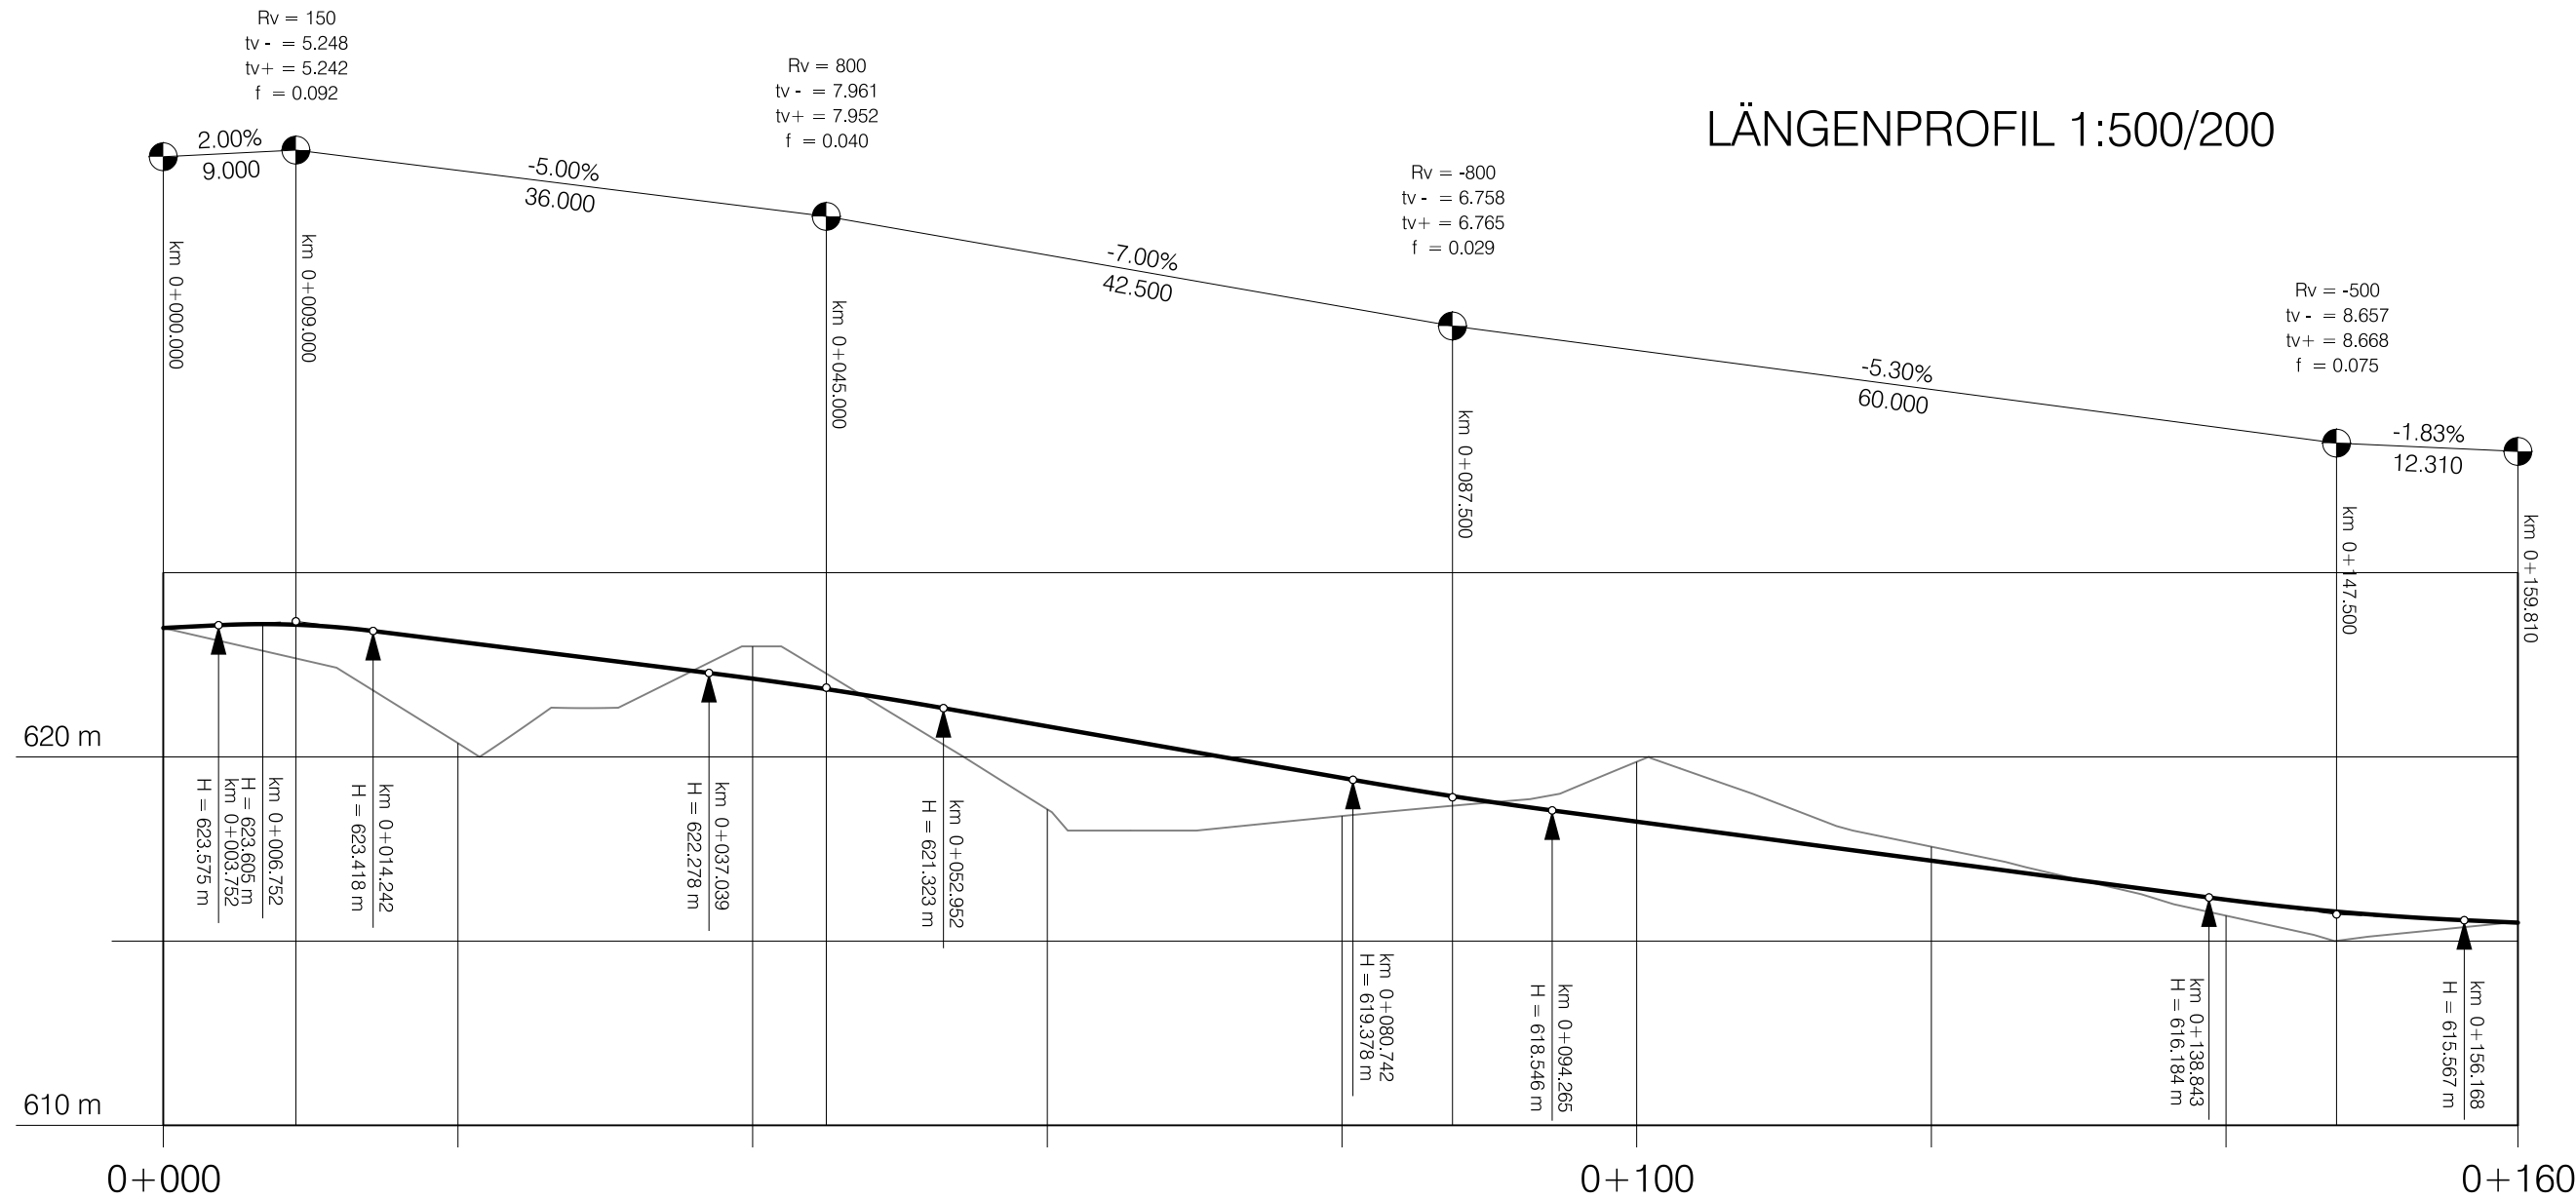 Rv = 150
tv - = 5.248
tv+ = 5.242
f = 0.092
Rv = 800
tv - = 7.961
tv+ = 7.952
f = 0.040
LÄNGENPROFIL 1:500/200
Rv = -800
tv - = 6.758
tv+ = 6.765
f = 0.029
Rv = -500
tv - = 8.657
tv+ = 8.668
f = 0.075
2.00%
9.000
-5.00%
36.000
-7.00%
42.500
-5.30%
60.000
-1.83%
12.310
km 0+000.000
km 0+009.000
km 0+045.000
km 0+087.500
km 0+147.500
km 0+159.810
620 m
H = 623.575 m
km 0+003.752
H = 623.605 m
km 0+006.752
H = 623.418 m
km 0+014.242
H = 622.278 m
km 0+037.039
H = 621.323 m
km 0+052.952
H = 619.378 m
km 0+080.742
H = 618.546 m
km 0+094.265
H = 616.184 m
km 0+138.843
H = 615.567 m
km 0+156.168
610 m
0+000
0+100
0+160